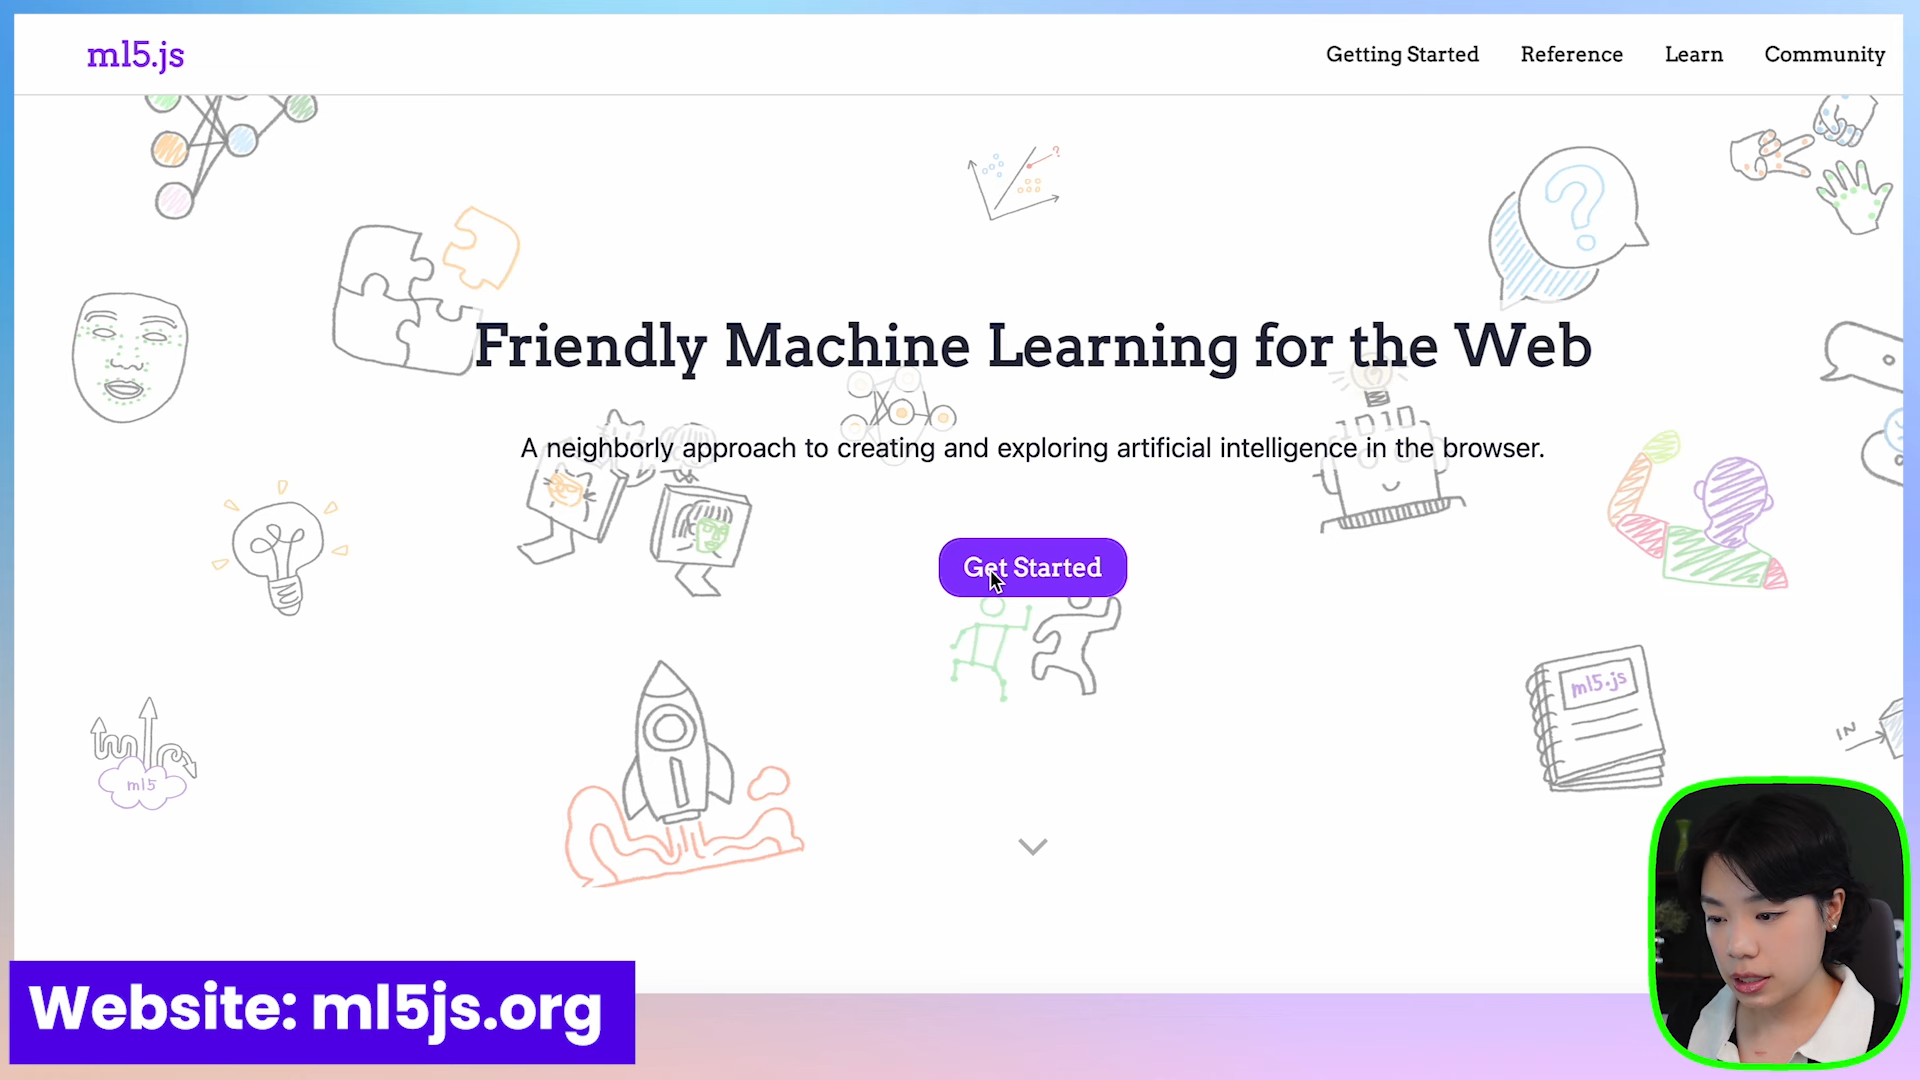 ml5.js
Getting Started Reference Learn Community
?
?
Friendly Machine Learning for the Web
1010
A neighborly approach to creating and exploring artificial intelligence in the browser.
Get Started
ml5.js
IN
ml5
Website: ml5js.org